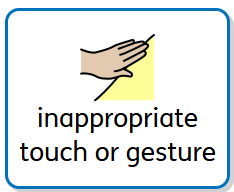 inappropriate
touch or gesture